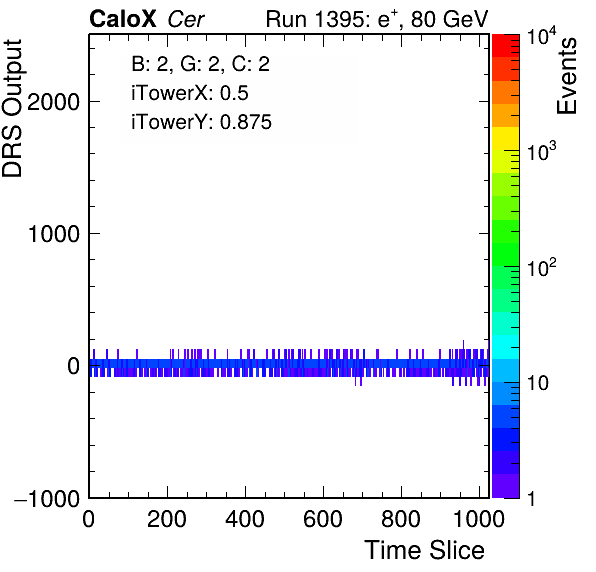 CaloX Cer
Run 1395: e⁺, 80 GeV
B: 2, G: 2, C: 2
iTowerX: 0.5
iTowerY: 0.875
DRS Output
2000
1000
0
−1000
0 200 400 600 800 1000
Time Slice
Events
10⁴
10³
10²
10
1